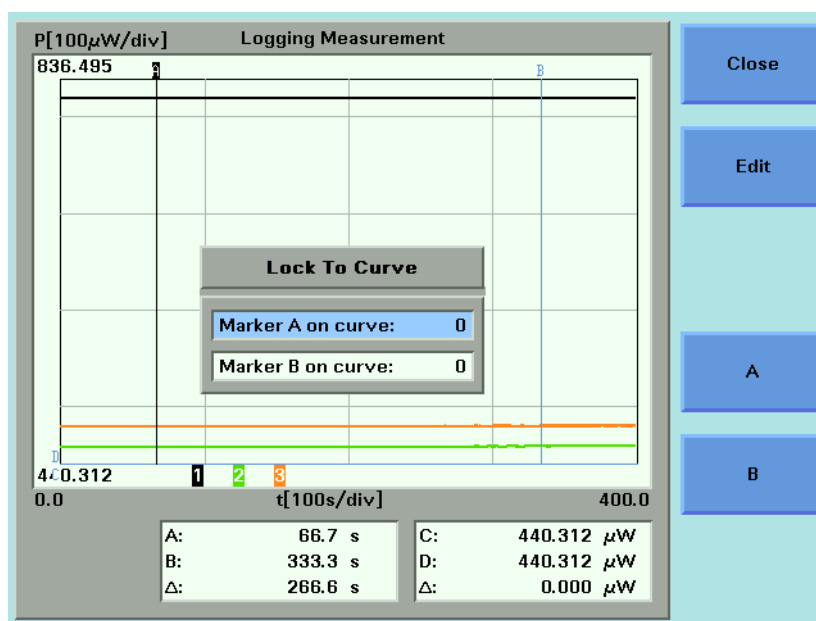 P[100µW/div] Logging Measurement
836.495
A
B
Lock To Curve
Marker A on curve: 0
Marker B on curve: 0
D
C
440.312 1 2 3
0.0 t[100s/div] 400.0
A: 66.7 s
B: 333.3 s
Δ: 266.6 s
C: 440.312 µW
D: 440.312 µW
Δ: 0.000 µW
Close
Edit
A
B